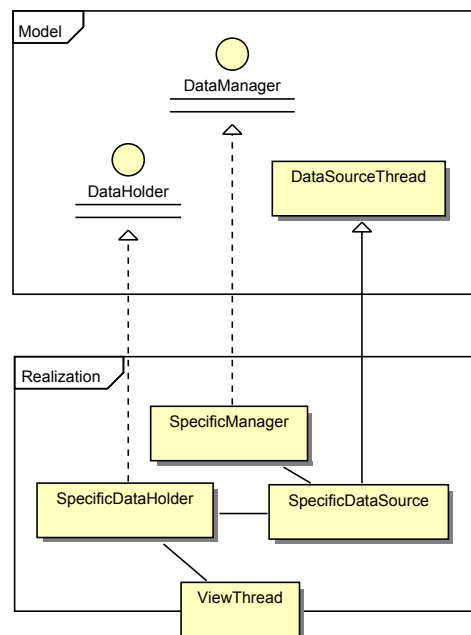 Model
DataManager
DataHolder
DataSourceThread
Realization
SpecificManager
SpecificDataHolder
SpecificDataSource
ViewThread